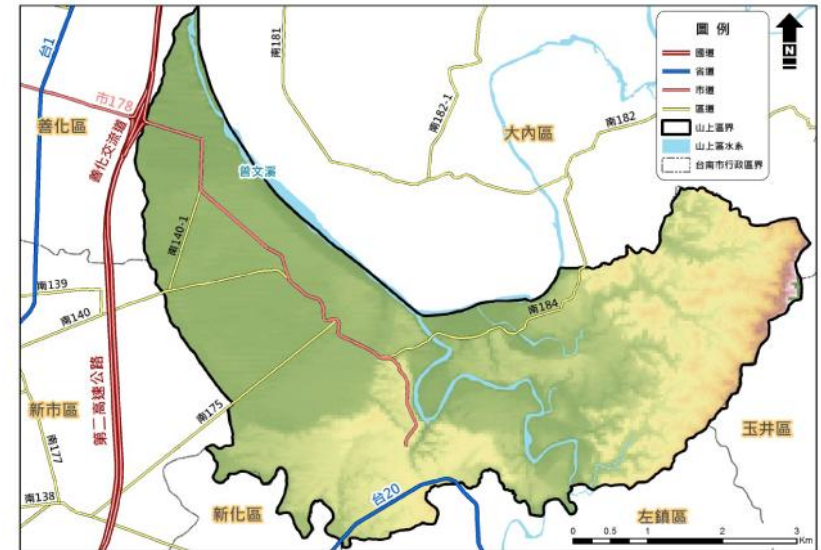 圖例
國道
省道
市道
區道
山上區界
山上區水系
台南市行政區界
N
台1
市178
善化區
善化交流道
南181
南182-1
大內區
南182
曾文溪
南140-1
南139
南140
南184
第二高速公路
新市區
南177
南175
南138
新化區
台20
左鎮區
玉井區
0 0.5 1 2 3
Km